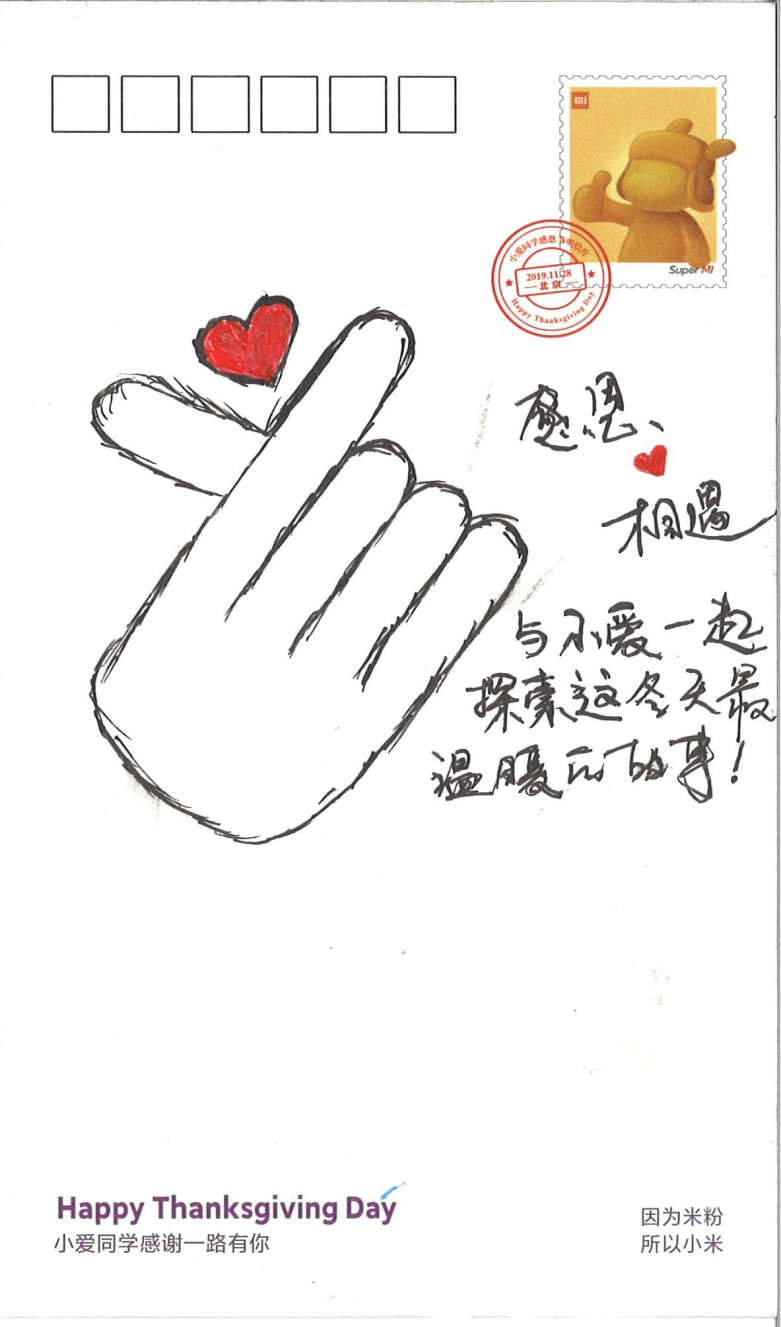 MI
Super MI
小爱同学感恩节明信片
2019.11.28
北京
Happy Thanksgiving Day
感恩、
相遇
与小爱一起
探索这冬天最
温暖的事!
Happy Thanksgiving Day
小爱同学感谢一路有你
因为米粉
所以小米